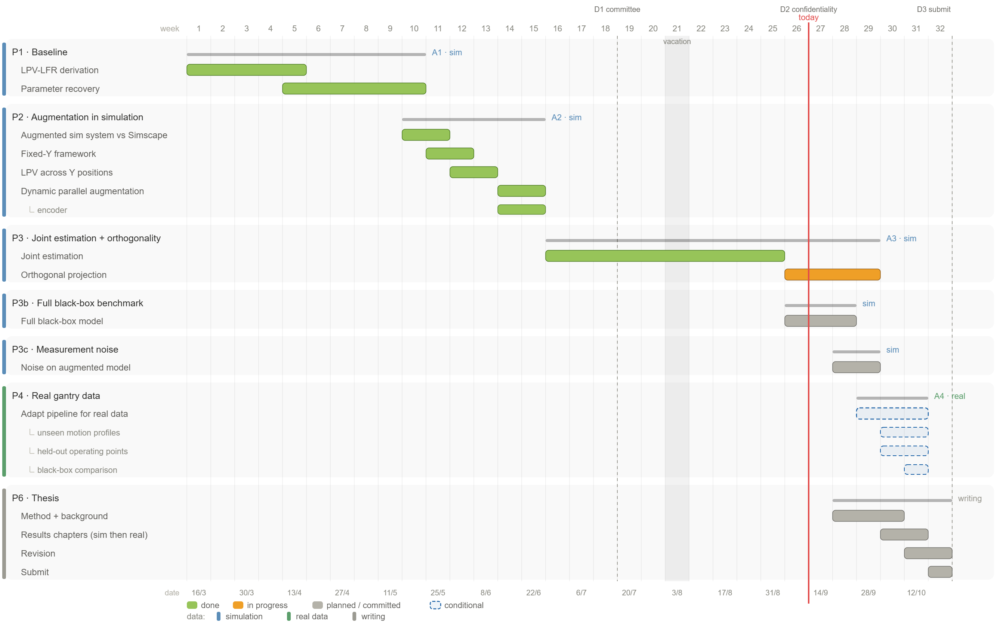 D1 committee D2 confidentiality D3 submit
today
week 1 2 3 4 5 6 7 8 9 10 11 12 13 14 15 16 17 18 19 20 21 22 23 24 25 26 27 28 29 30 31 32
vacation
P1 · Baseline A1 · sim
LPV-LFR derivation
Parameter recovery
P2 · Augmentation in simulation A2 · sim
Augmented sim system vs Simscape
Fixed-Y framework
LPV across Y positions
Dynamic parallel augmentation
encoder
P3 · Joint estimation + orthogonality A3 · sim
Joint estimation
Orthogonal projection
P3b · Full black-box benchmark sim
Full black-box model
P3c · Measurement noise sim
Noise on augmented model
P4 · Real gantry data A4 · real
Adapt pipeline for real data
unseen motion profiles
held-out operating points
black-box comparison
P6 · Thesis writing
Method + background
Results chapters (sim then real)
Revision
Submit
date 16/3 30/3 13/4 27/4 11/5 25/5 8/6 22/6 6/7 20/7 3/8 17/8 31/8 14/9 28/9 12/10
done in progress planned / committed conditional
data: simulation real data writing